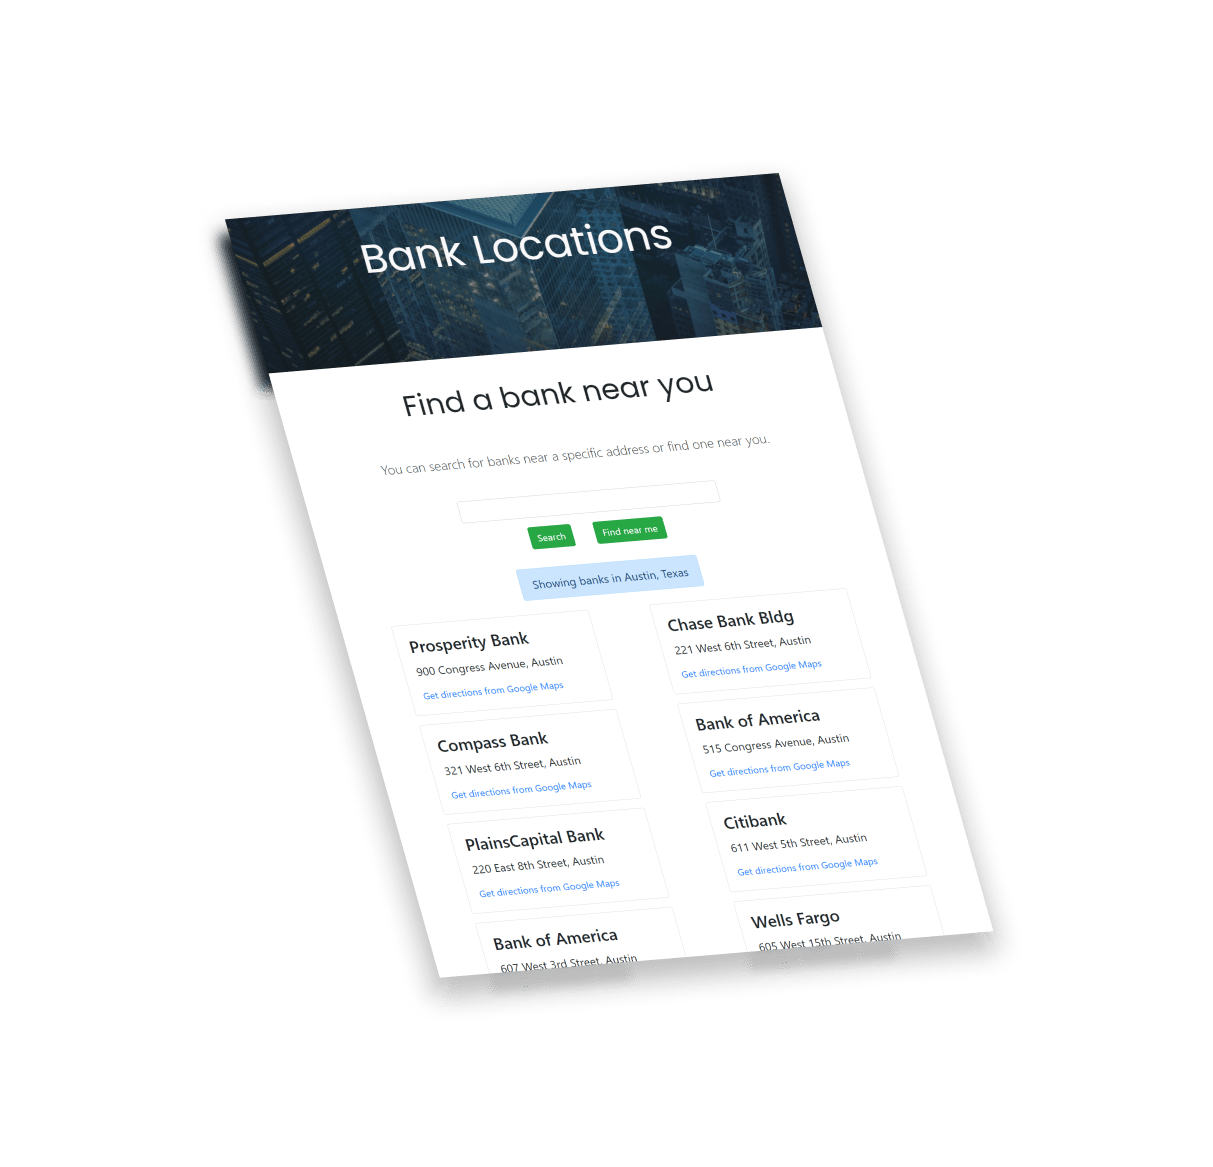 Bank Locations
Find a bank near you
You can search for banks near a specific address or find one near you.
Search
Find near me
Showing banks in Austin, Texas
Prosperity Bank
900 Congress Avenue, Austin
Get directions from Google Maps
Chase Bank Bldg
221 West 6th Street, Austin
Get directions from Google Maps
Compass Bank
321 West 6th Street, Austin
Get directions from Google Maps
Bank of America
515 Congress Avenue, Austin
Get directions from Google Maps
PlainsCapital Bank
220 East 8th Street, Austin
Get directions from Google Maps
Citibank
611 West 5th Street, Austin
Get directions from Google Maps
Bank of America
607 West 3rd Street, Austin
Wells Fargo
605 West 15th Street, Austin